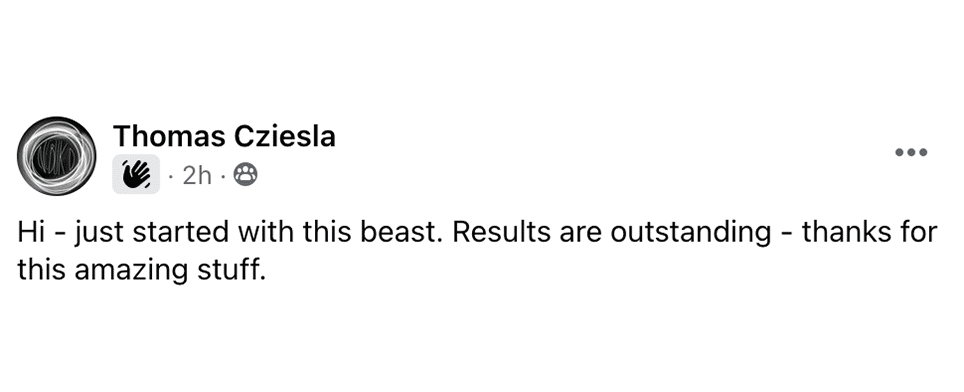 Thomas Cziesla
· 2h ·
Hi - just started with this beast. Results are outstanding - thanks for
this amazing stuff.